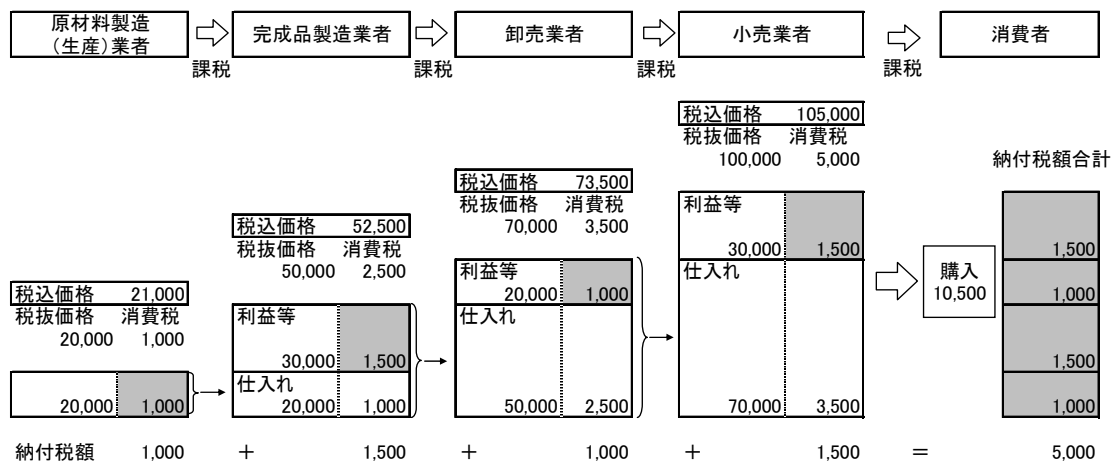 原材料製造
（生産）業者
完成品製造業者
卸売業者
小売業者
消費者
課税
課税
課税
課税
税込価格 105,000
税抜価格 消費税
100,000 5,000
納付税額合計
税込価格 73,500
税抜価格 消費税
70,000 3,500
利益等
30,000 1,500
1,500
税込価格 52,500
税抜価格 消費税
50,000 2,500
利益等
20,000 1,000
仕入れ
購入
10,500
1,000
税込価格 21,000
税抜価格 消費税
20,000 1,000
利益等
30,000 1,500
仕入れ
1,500
20,000 1,000
仕入れ
20,000 1,000
50,000 2,500
70,000 3,500
1,000
納付税額 1,000 ＋ 1,500 ＋ 1,000 ＋ 1,500 ＝ 5,000